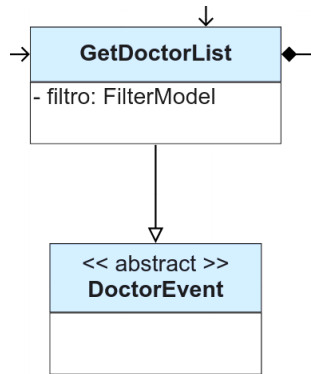 GetDoctorList
- filtro: FilterModel
<< abstract >>
DoctorEvent